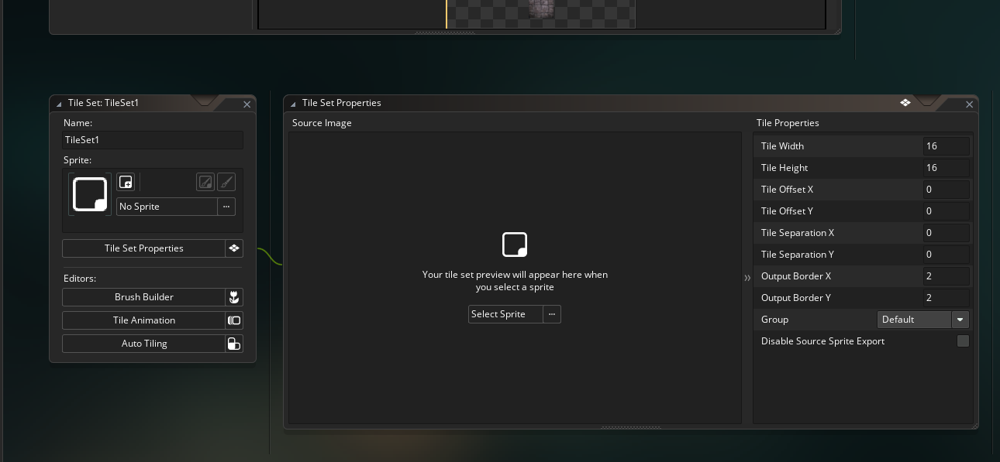 Tile Set: TileSet1
Name:
TileSet1
Sprite:
No Sprite
...
Tile Set Properties
Editors:
Brush Builder
Tile Animation
Auto Tiling
Tile Set Properties
Source Image
Your tile set preview will appear here when
you select a sprite
Select Sprite
...
Tile Properties
Tile Width 16
Tile Height 16
Tile Offset X 0
Tile Offset Y 0
Tile Separation X 0
Tile Separation Y 0
Output Border X 2
Output Border Y 2
Group Default
Disable Source Sprite Export